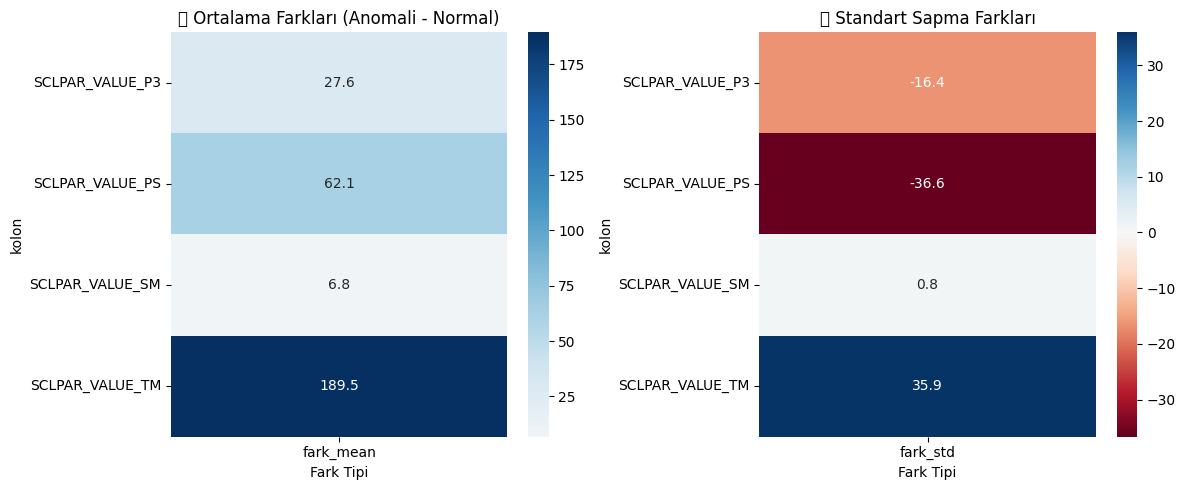 Ortalama Farkları (Anomali - Normal)
kolon
SCLPAR_VALUE_P3
SCLPAR_VALUE_PS
SCLPAR_VALUE_SM
SCLPAR_VALUE_TM
27.6
62.1
6.8
189.5
fark_mean
Fark Tipi
175
150
125
100
75
50
25
Standart Sapma Farkları
kolon
SCLPAR_VALUE_P3
SCLPAR_VALUE_PS
SCLPAR_VALUE_SM
SCLPAR_VALUE_TM
-16.4
-36.6
0.8
35.9
fark_std
Fark Tipi
30
20
10
0
−10
−20
−30